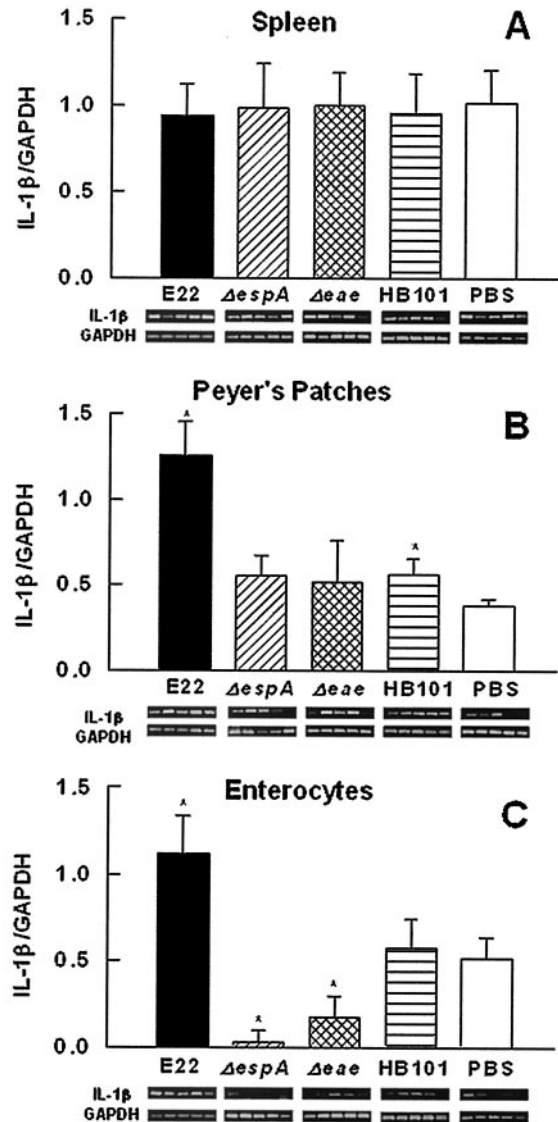 Spleen
A
1.5
1.0
0.5
0.0
IL-1β/GAPDH
E22 ΔespA Δeae HB101 PBS
IL-1β
GAPDH
Peyer's Patches
B
1.5
*
1.0
*
0.5
0.0
IL-1β/GAPDH
E22 ΔespA Δeae HB101 PBS
IL-1β
GAPDH
Enterocytes
C
1.5
*
1.0
0.5
*
*
0.0
IL-1β/GAPDH
E22 ΔespA Δeae HB101 PBS
IL-1β
GAPDH